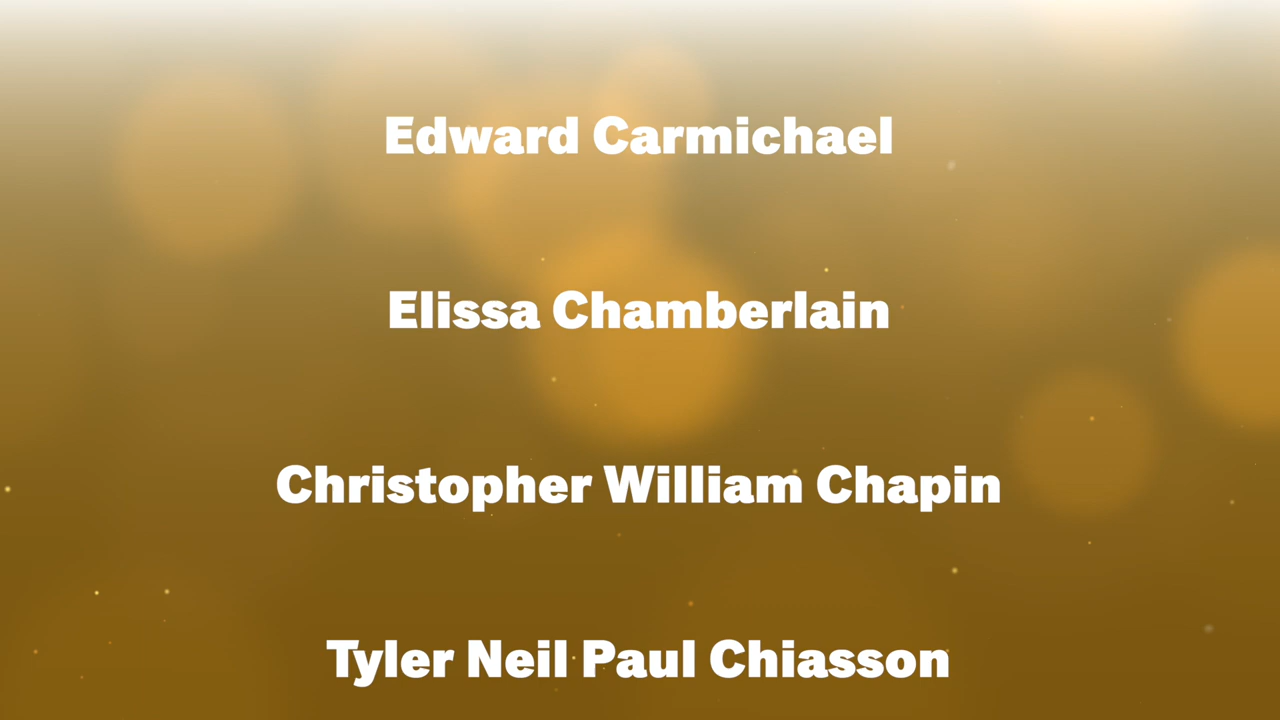 Edward Carmichael
Elissa Chamberlain
Christopher William Chapin
Tyler Neil Paul Chiasson